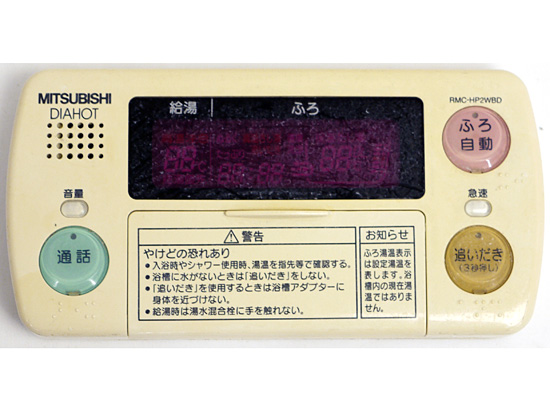 MITSUBISHI
DIAHOT
給湯
ふろ
RMC-HP2WBD
ふろ
自動
音量
急速
通話
追いだき
(3秒押し)
警告
やけどの恐れあり
●入浴時やシャワー使用時、湯温を指先等で確認する。
●浴槽に水がないときは「追いだき」をしない。
●「追いだき」を使用するときは浴槽アダプターに
身体を近づけない。
●給湯時は湯水混合栓に手を触れない。
お知らせ
ふろ湯温表示
は設定湯温を
表します。浴
槽内の現在湯
温ではありま
せん。